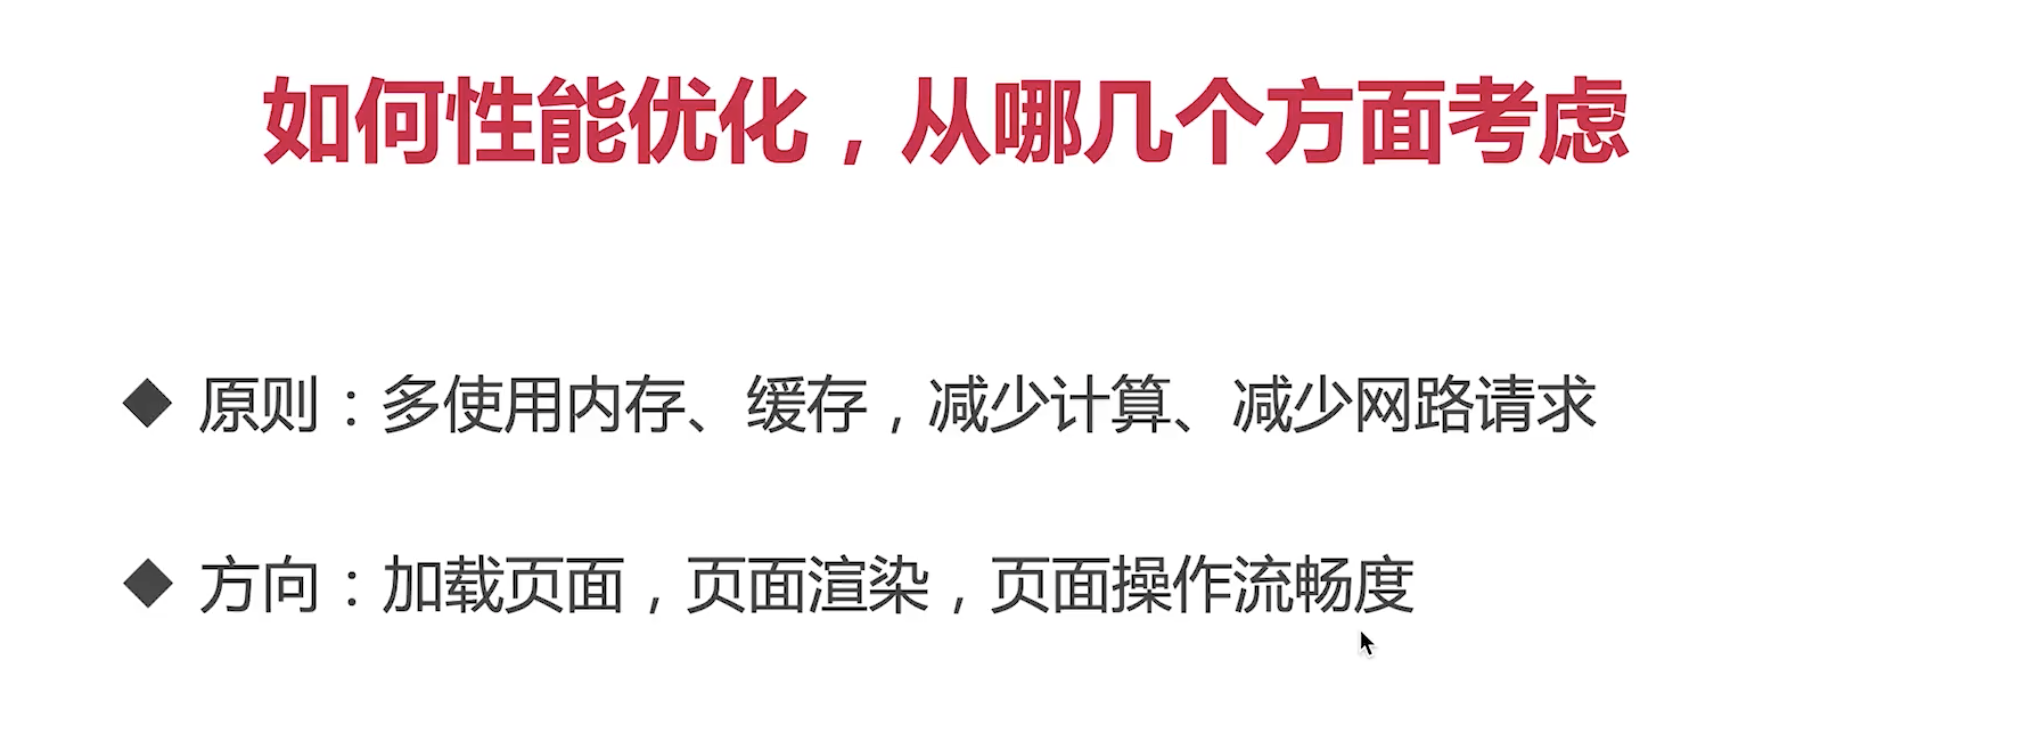 如何性能优化，从哪几个方面考虑
◆ 原则：多使用内存、缓存，减少计算、减少网路请求
◆ 方向：加载页面，页面渲染，页面操作流畅度